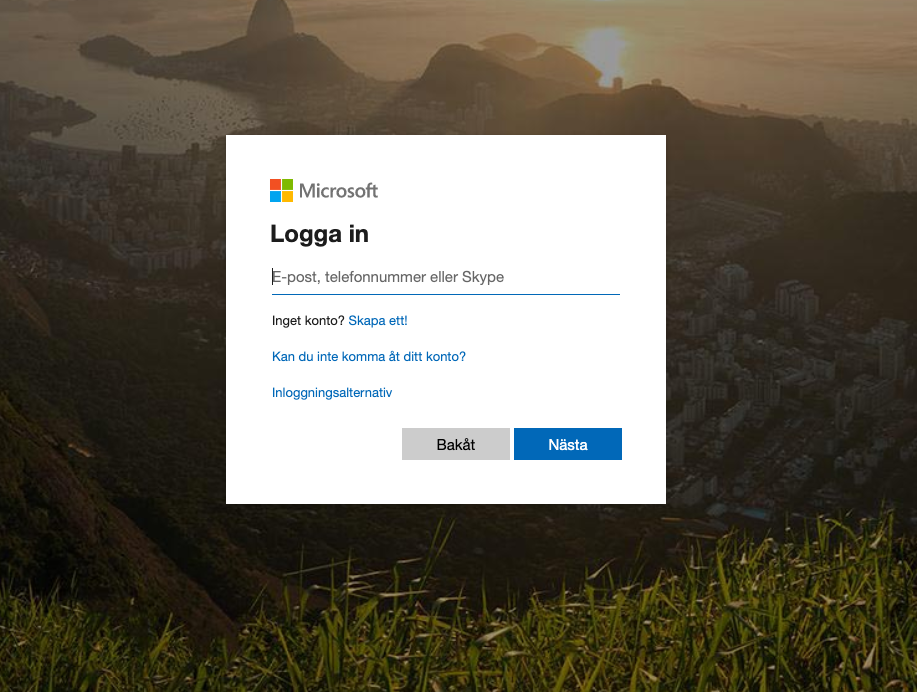 Microsoft
Logga in
E-post, telefonnummer eller Skype
Inget konto? Skapa ett!
Kan du inte komma åt ditt konto?
Inloggningsalternativ
Bakåt Nästa